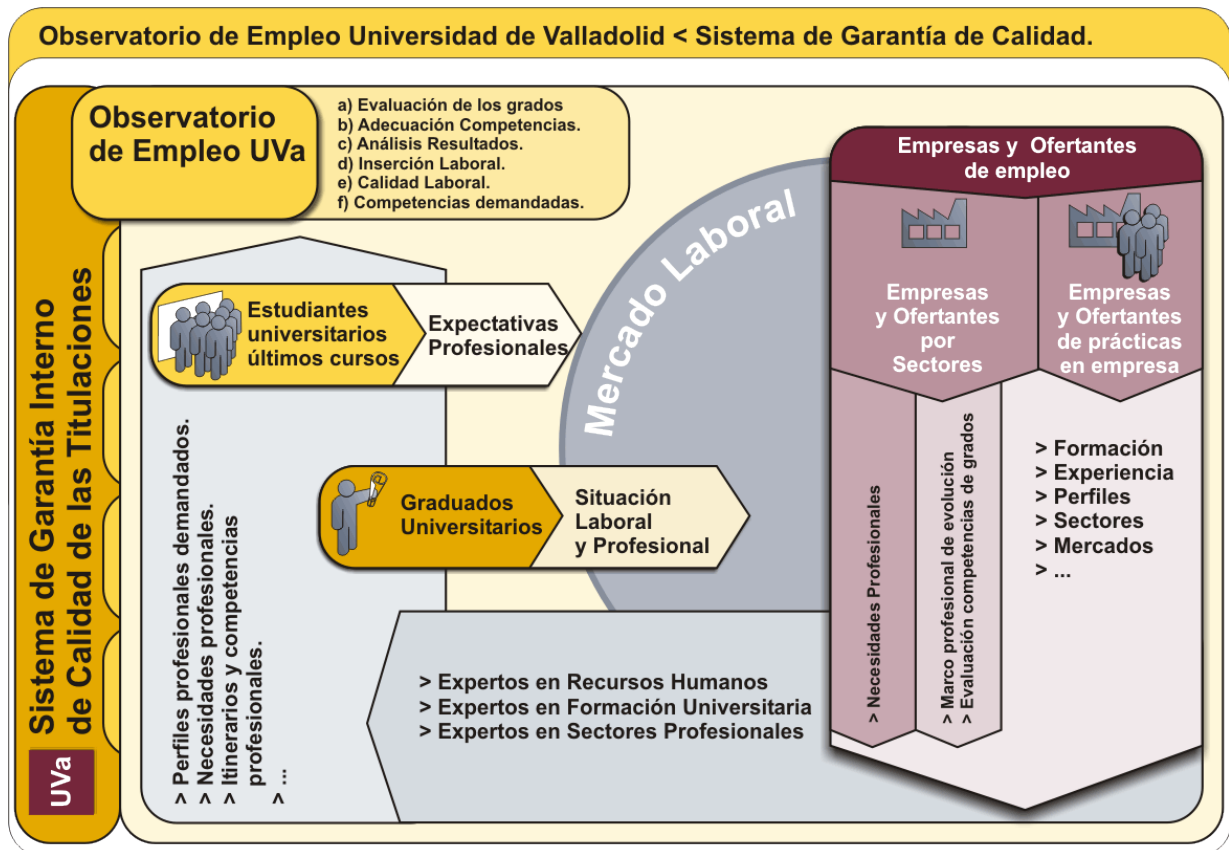 Observatorio de Empleo Universidad de Valladolid < Sistema de Garantía de Calidad.
Observatorio
de Empleo UVa
a) Evaluación de los grados
b) Adecuación Competencias.
c) Análisis Resultados.
d) Inserción Laboral.
e) Calidad Laboral.
f) Competencias demandadas.
Sistema de Garantía Interno
de Calidad de las Titulaciones
UVa
Estudiantes
universitarios
últimos cursos
Expectativas
Profesionales
Graduados
Universitarios
Situación
Laboral
y Profesional
Mercado Laboral
> Perfiles profesionales demandados.
> Necesidades profesionales.
> Itinerarios y competencias
profesionales.
> ...
> Expertos en Recursos Humanos
> Expertos en Formación Universitaria
> Expertos en Sectores Profesionales
Empresas y Ofertantes
de empleo
Empresas
y Ofertantes
por
Sectores
Empresas
y Ofertantes
de prácticas
en empresa
> Necesidades Profesionales
> Marco profesional de evolución
> Evaluación competencias de grados
> Formación
> Experiencia
> Perfiles
> Sectores
> Mercados
> ...